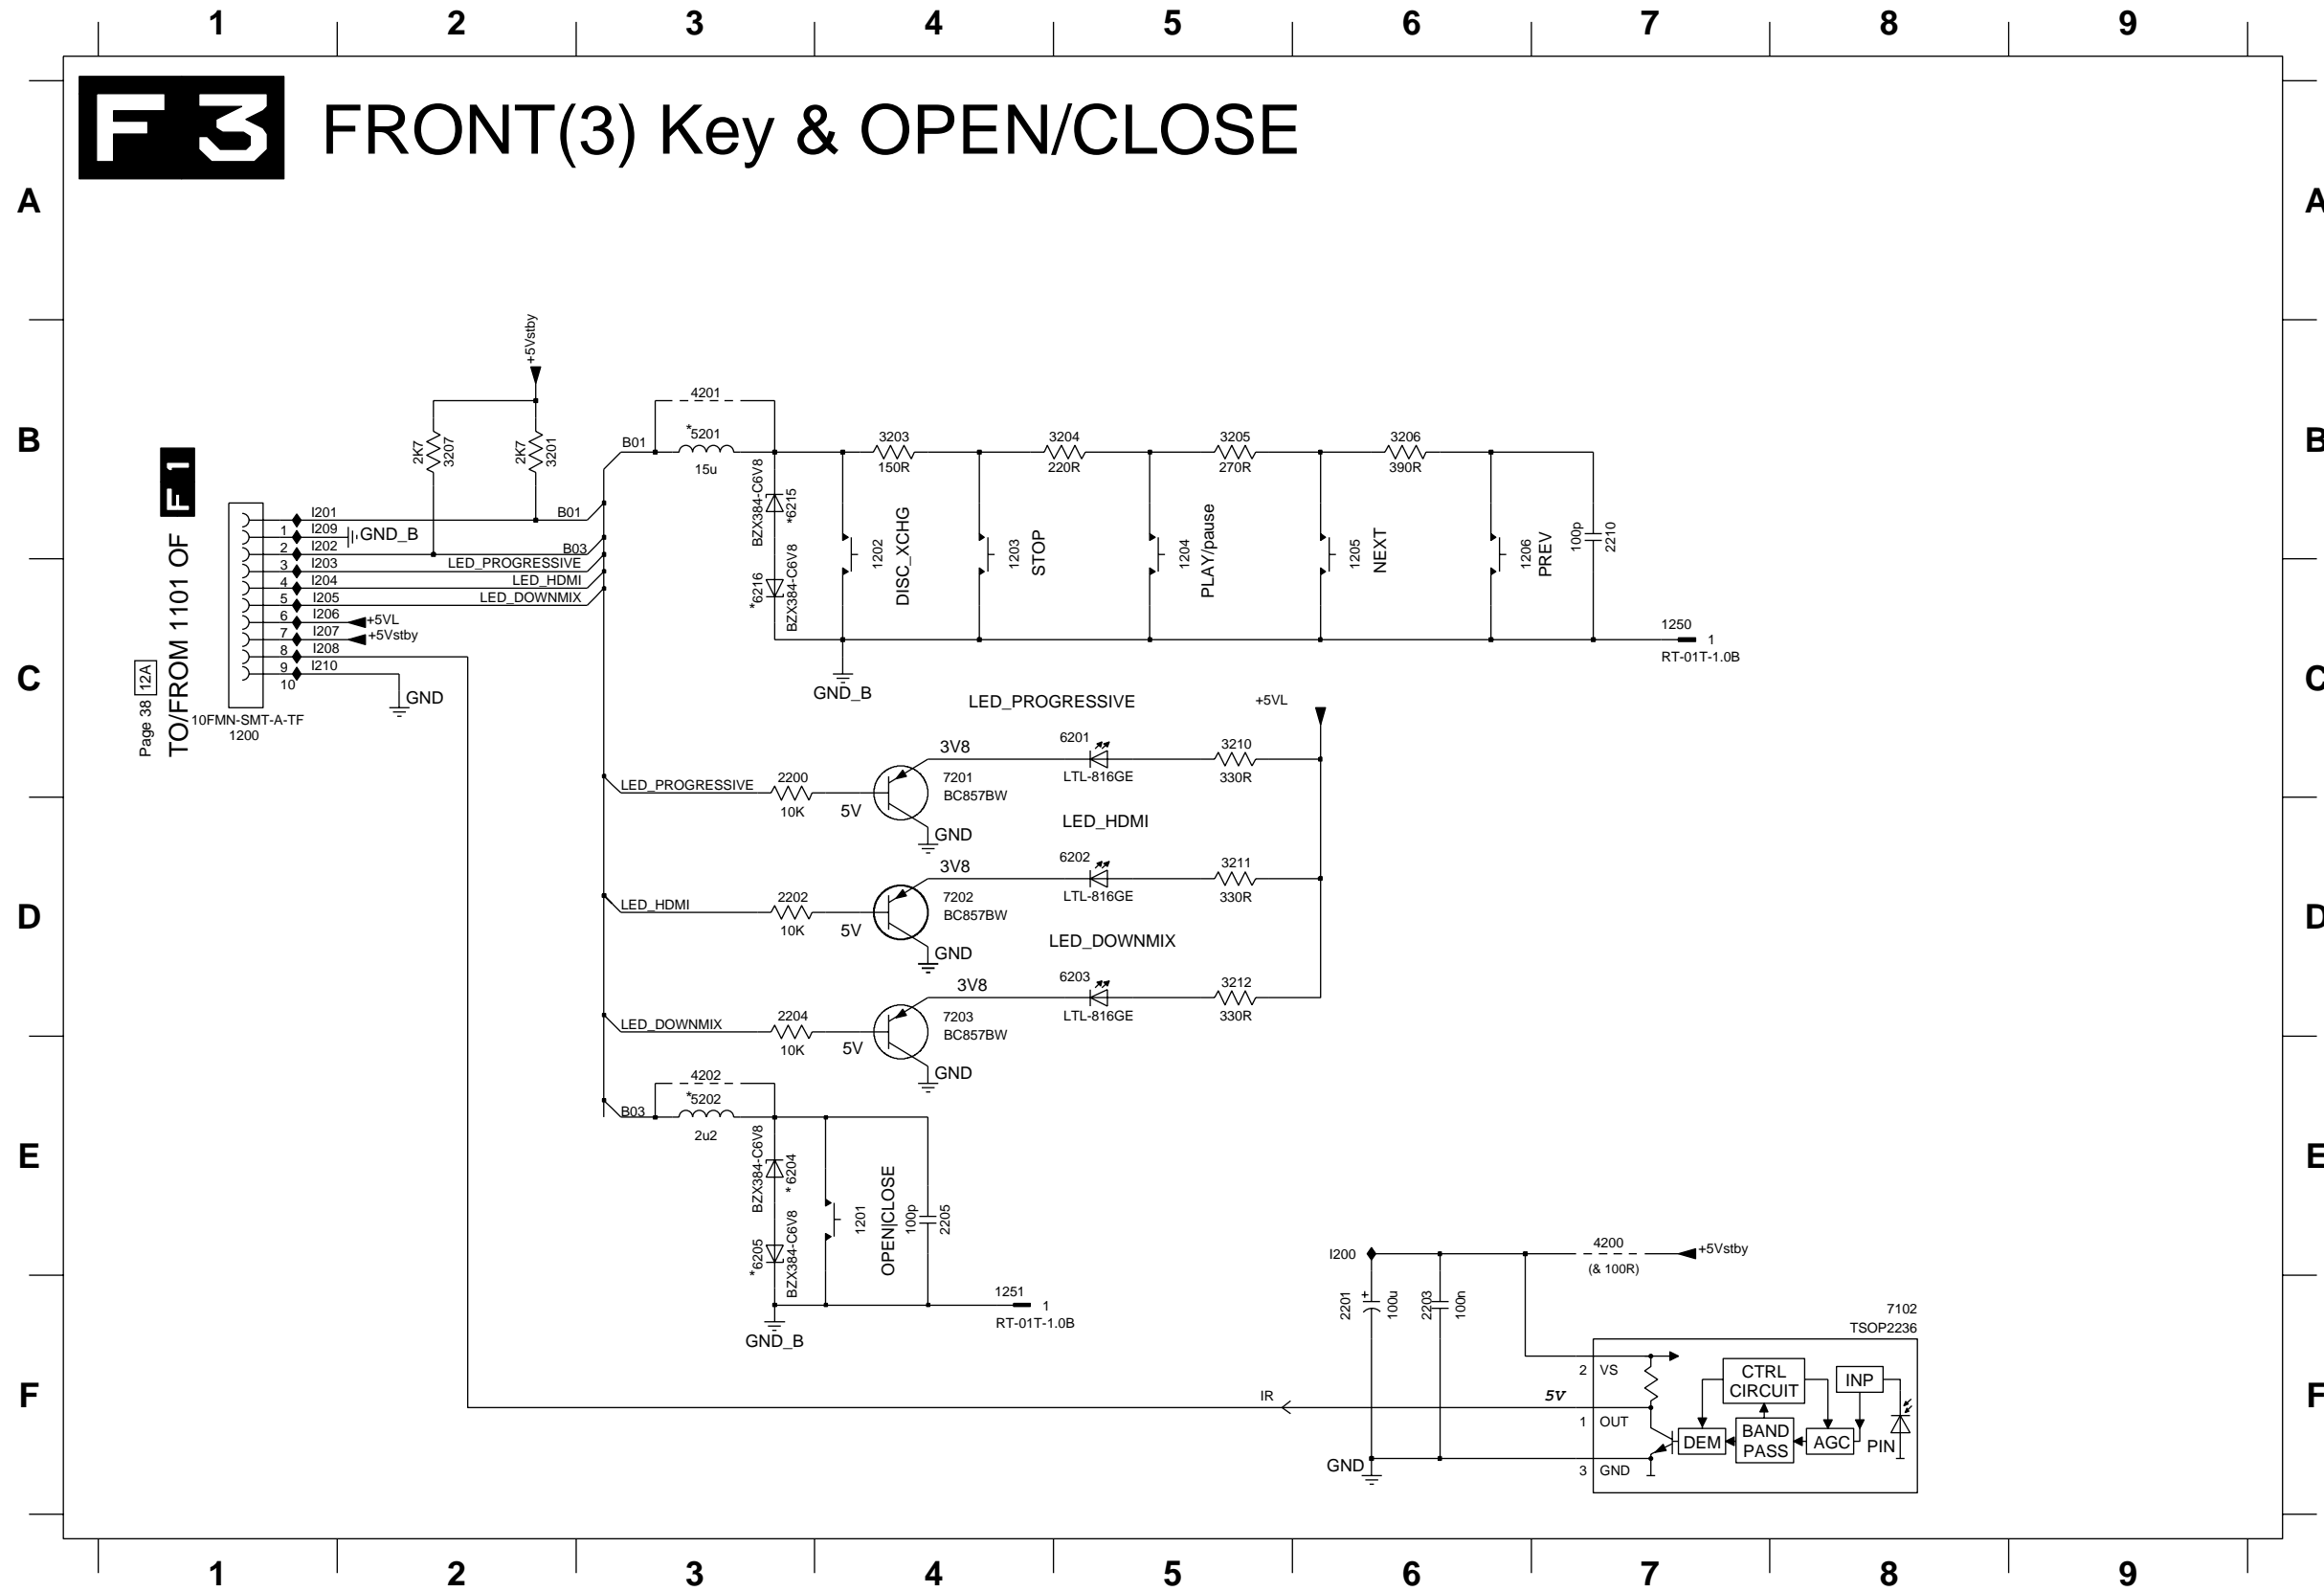 1 2 3 4 5 6 7 8 9
F 3 FRONT(3) Key & OPEN/CLOSE
A A
B B
C C
D D
E E
F F
+5Vstby
2K7 3207
2K7 3201
TO/FROM 1101 OF F 1
Page 38 12A
I201 B01
1 I209 GND_B
2 I202 B03
3 I203 LED_PROGRESSIVE
4 I204 LED_HDMI
5 I205 LED_DOWNMIX
6 I206 +5VL
7 I207 +5Vstby
8 I208
9 I210
10
GND
10FMN-SMT-A-TF
1200
4201
B01 *5201
15u
BZX384-C6V8 *6215
*6216 BZX384-C6V8
3203
150R
3204
220R
3205
270R
3206
390R
1202 DISC_XCHG
1203 STOP
1204 PLAY/pause
1205 NEXT
1206 PREV
100p 2210
1250 1
RT-01T-1.0B
GND_B
LED_PROGRESSIVE +5VL
3V8 6201 3210
LTL-816GE 330R
LED_PROGRESSIVE 2200 7201
10K 5V BC857BW
GND
LED_HDMI
3V8 6202 3211
LTL-816GE 330R
LED_HDMI 2202 7202
10K 5V BC857BW
GND
LED_DOWNMIX
3V8 6203 3212
LTL-816GE 330R
LED_DOWNMIX 2204 7203
10K 5V BC857BW
GND
4202
B03 *5202
2u2
BZX384-C6V8 * 6204
*6205 BZX384-C6V8
1201 OPEN|CLOSE
100p 2205
1251 1
RT-01T-1.0B
GND_B
I200 4200 +5Vstby
(& 100R)
2201 + 100u
2203 100n
7102
TSOP2236
2 VS
CTRL CIRCUIT
INP
IR 5V
1 OUT
DEM
BAND PASS
AGC
PIN
GND
3 GND
1 2 3 4 5 6 7 8 9